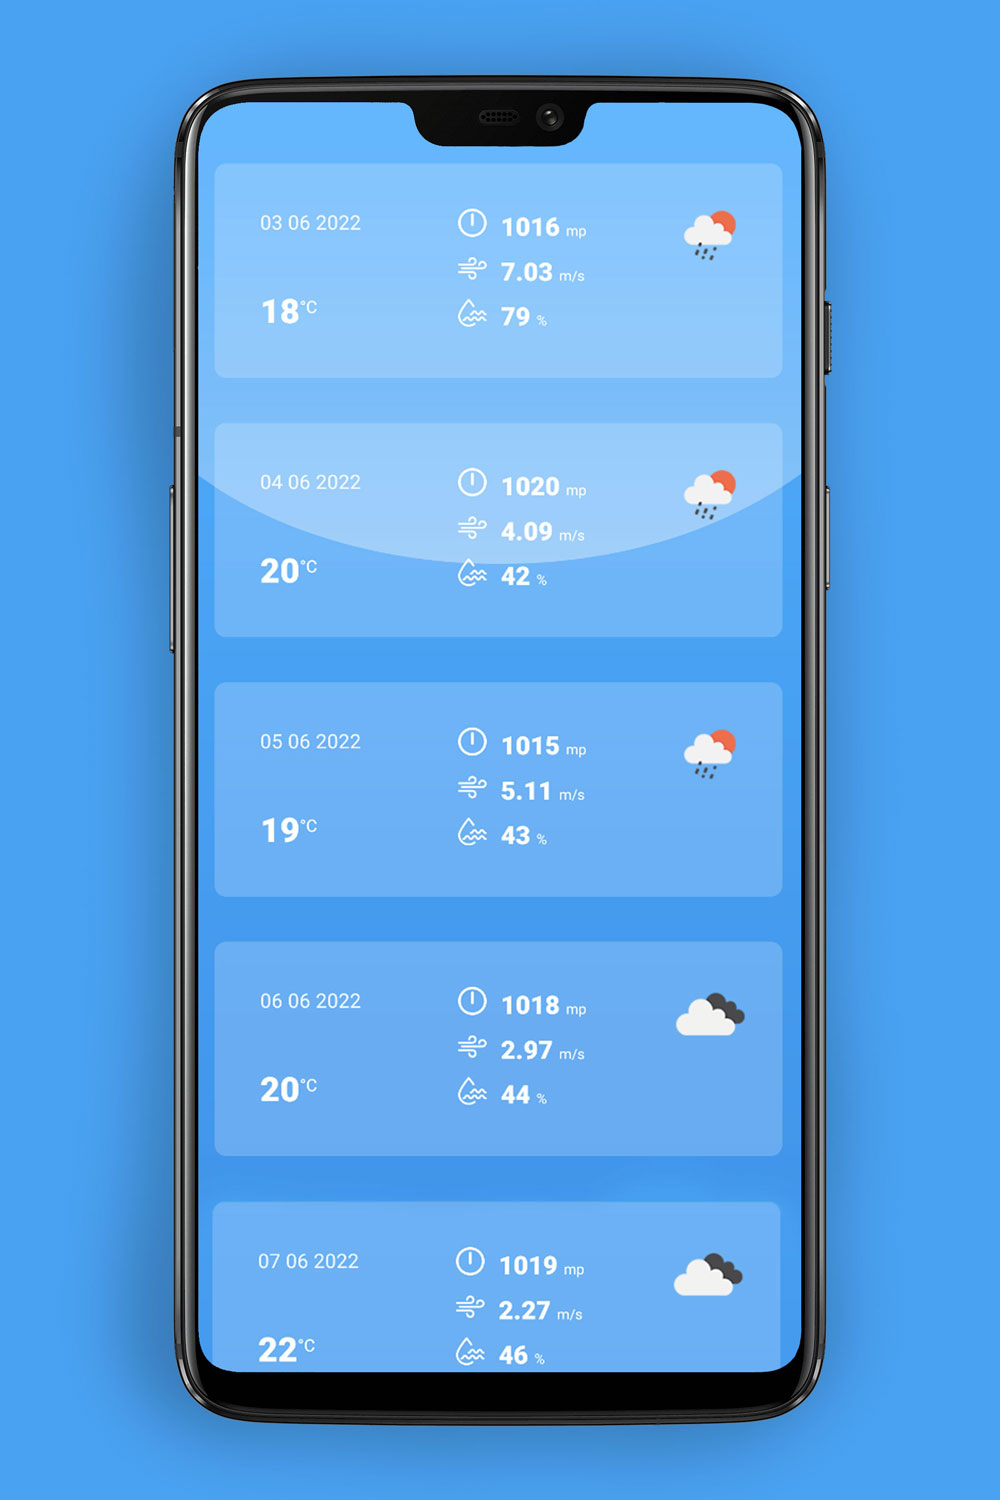 03 06 2022
1016 mp
7.03 m/s
18°C
79 %
04 06 2022
1020 mp
4.09 m/s
20°C
42 %
05 06 2022
1015 mp
5.11 m/s
19°C
43 %
06 06 2022
1018 mp
2.97 m/s
20°C
44 %
07 06 2022
1019 mp
2.27 m/s
22°C
46 %